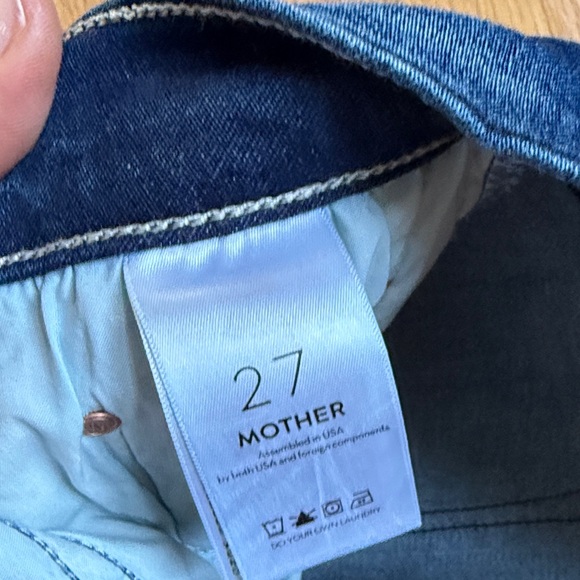 27
MOTHER
Assembled in USA
by both USA and foreign components
DO YOUR OWN LAUNDRY